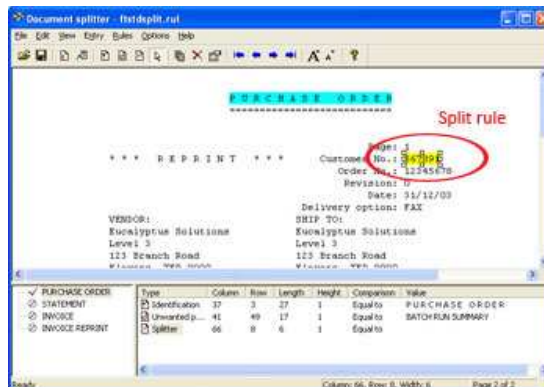 Document splitter - ftstdsplit.rul
File Edit View Entry Rules Options Help
PURCHASE ORDER
Split rule
Page: 1
*** REPRINT *** Customer No.:
Order No.: 12345678
Revision: 0
Date: 31/12/03
Delivery option: FAX
VENDOR: SHIP TO:
Eucalyptus Solutions Eucalyptus Solutions
Level 3 Level 3
123 Branch Road 123 Branch Road
PURCHASE ORDER
STATEMENT
INVOICE
INVOICE REPRINT
Type Column Row Length Height Comparison Value
Identification 37 3 27 1 Equal to PURCHASE ORDER
Unwanted p... 41 49 17 1 Equal to BATCH RUN SUMMARY
Splitter 66 8 6 1 Equal to
Ready Column: 66, Row: 8, Width: 6 Page 2 of 2